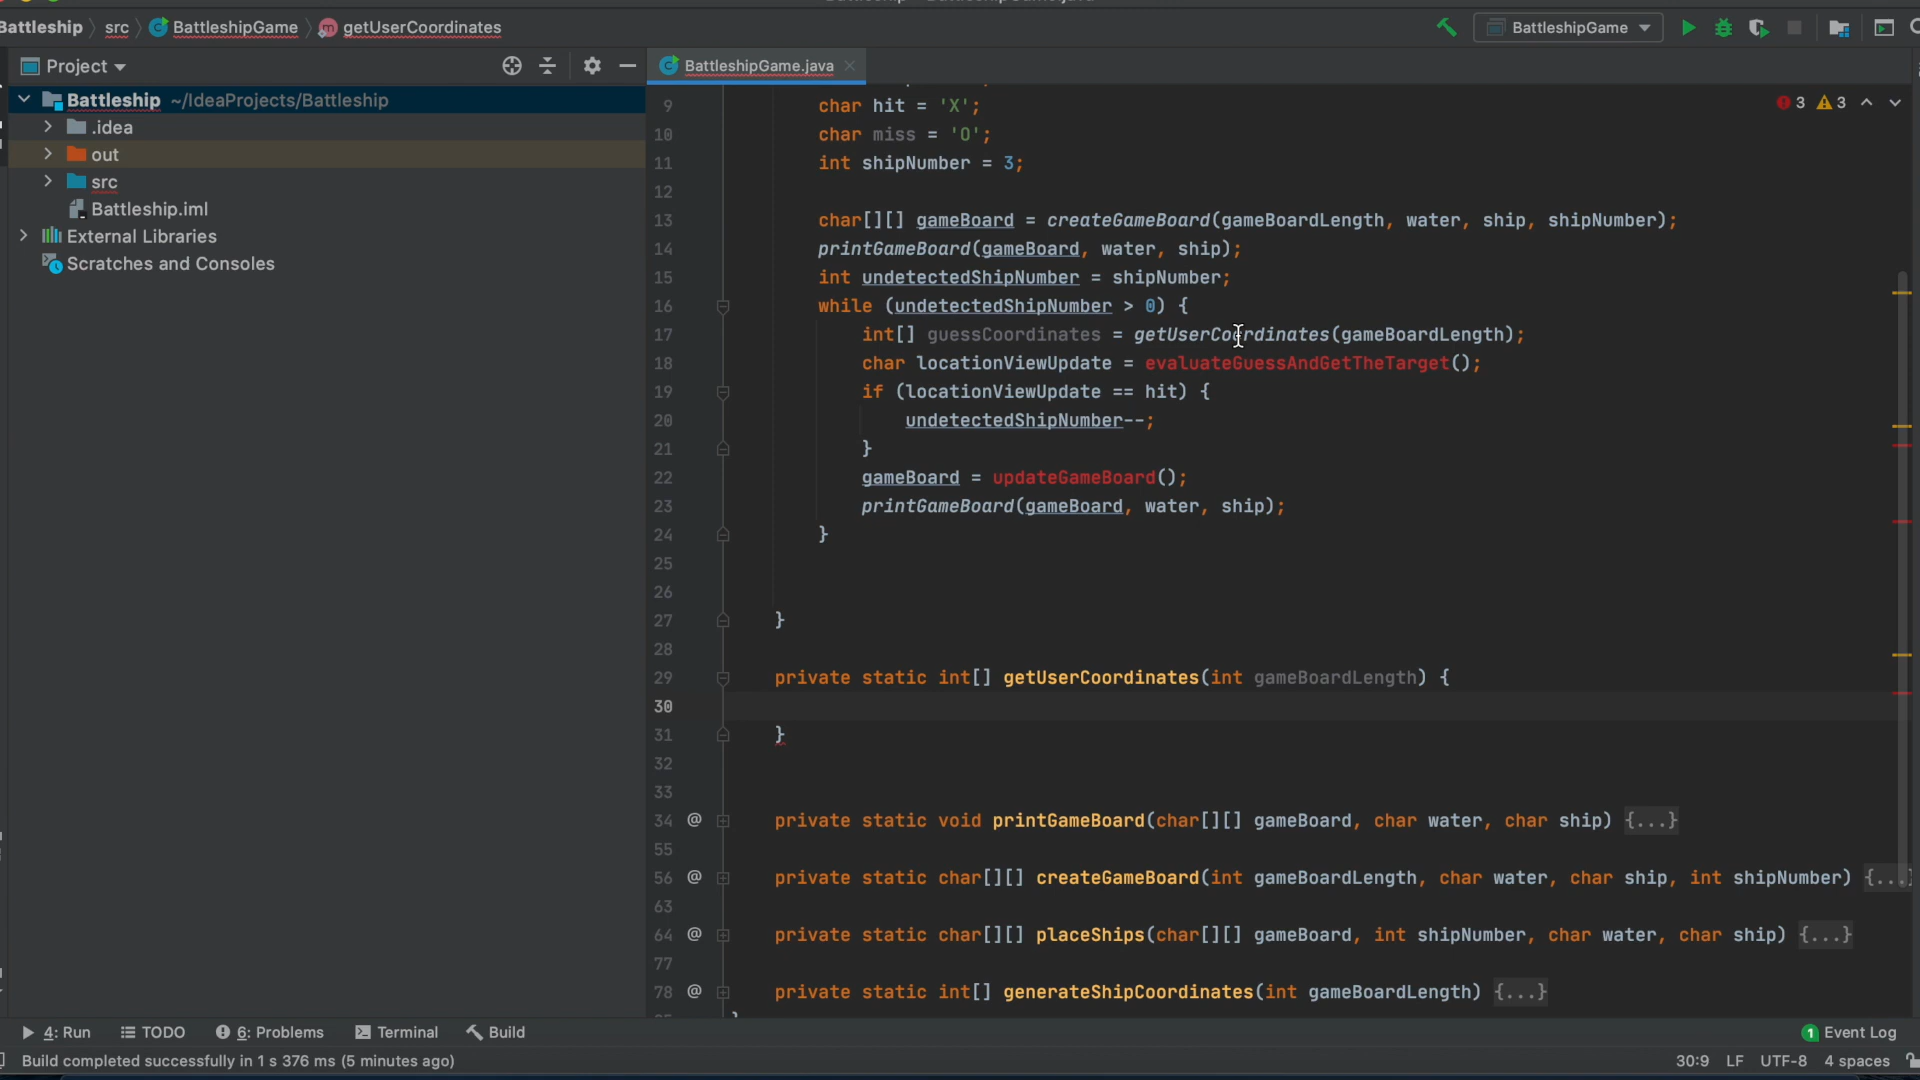 Battleship src BattleshipGame getUserCoordinates BattleshipGame
Project BattleshipGame.java
Battleship ~/IdeaProjects/Battleship
.idea
out
src
Battleship.iml
External Libraries
Scratches and Consoles
3 3
9 char hit = 'X';
10 char miss = 'O';
11 int shipNumber = 3;
12
13 char[][] gameBoard = createGameBoard(gameBoardLength, water, ship, shipNumber);
14 printGameBoard(gameBoard, water, ship);
15 int undetectedShipNumber = shipNumber;
16 while (undetectedShipNumber > 0) {
17 int[] guessCoordinates = getUserCoordinates(gameBoardLength);
18 char locationViewUpdate = evaluateGuessAndGetTheTarget();
19 if (locationViewUpdate == hit) {
20 undetectedShipNumber--;
21 }
22 gameBoard = updateGameBoard();
23 printGameBoard(gameBoard, water, ship);
24 }
25
26
27 }
28
29 private static int[] getUserCoordinates(int gameBoardLength) {
30
31 }
32
33
34 @ private static void printGameBoard(char[][] gameBoard, char water, char ship) {...}
55
56 @ private static char[][] createGameBoard(int gameBoardLength, char water, char ship, int shipNumber) {...}
63
64 @ private static char[][] placeShips(char[][] gameBoard, int shipNumber, char water, char ship) {...}
77
78 @ private static int[] generateShipCoordinates(int gameBoardLength) {...}
4: Run TODO 6: Problems Terminal Build 1 Event Log
Build completed successfully in 1 s 376 ms (5 minutes ago) 30:9 LF UTF-8 4 spaces